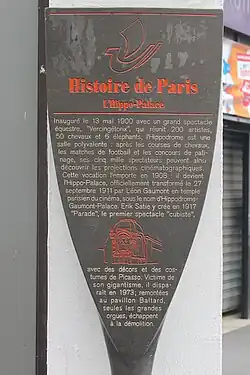 Histoire de Paris
L'Hippo-Palace
Inauguré le 13 mai 1900 avec un grand spectacle
équestre, "Vercingétorix", qui réunit 200 artistes,
50 chevaux et 6 éléphants, l'Hippodrome est une
salle polyvalente : après les courses de chevaux,
les matches de football et les concours de pati-
nage, ses cinq mille spectateurs peuvent ainsi
découvrir les projections cinématographiques.
Cette vocation l'emporte en 1908 : il devient
l'Hippo-Palace, officiellement transformé le 27
septembre 1911 par Léon Gaumont en temple
parisien du cinéma, sous le nom d'Hippodrome-
Gaumont-Palace. Erik Satie y crée en 1917
"Parade", le premier spectacle "cubiste",
avec des décors et des cos-
tumes de Picasso. Victime de
son gigantisme, il dispa-
raît en 1973 ; remontées
au pavillon Baltard,
seules les grandes
orgues, échappent
à la démolition.